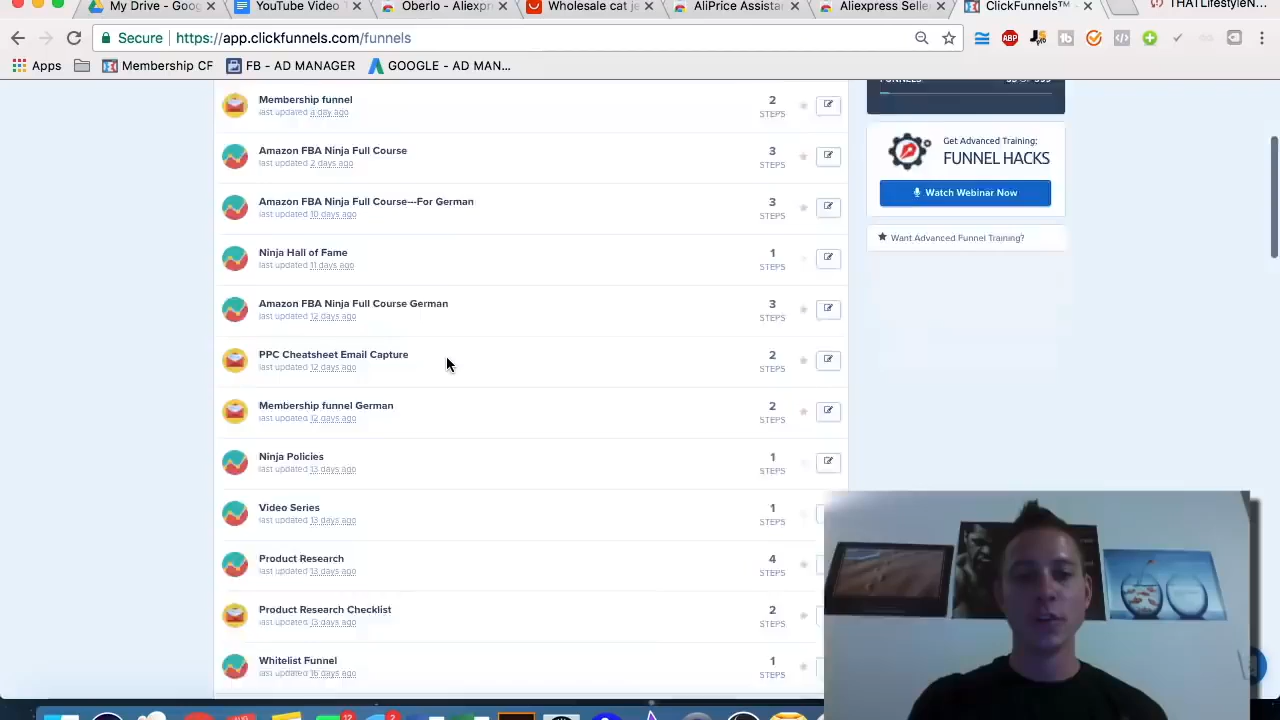 My Drive - Goog
YouTube Video T
Oberlo - Aliexpr
Wholesale cat je
AliPrice Assista
Aliexpress Selle
ClickFunnels™ -
THATLifestyleN
Secure
https://app.clickfunnels.com/funnels
Apps
Membership CF
FB - AD MANAGER
GOOGLE - AD MAN...
Membership funnel
last updated a day ago
2
STEPS
Amazon FBA Ninja Full Course
last updated 2 days ago
3
STEPS
Amazon FBA Ninja Full Course---For German
last updated 10 days ago
3
STEPS
Ninja Hall of Fame
last updated 11 days ago
1
STEPS
Amazon FBA Ninja Full Course German
last updated 12 days ago
3
STEPS
PPC Cheatsheet Email Capture
last updated 12 days ago
2
STEPS
Membership funnel German
last updated 12 days ago
2
STEPS
Ninja Policies
last updated 13 days ago
1
STEPS
Video Series
last updated 13 days ago
1
STEPS
Product Research
last updated 13 days ago
4
STEPS
Product Research Checklist
last updated 13 days ago
2
STEPS
Whitelist Funnel
last updated 16 days ago
1
STEPS
Get Advanced Training:
FUNNEL HACKS
Watch Webinar Now
Want Advanced Funnel Training?
ABP
12
2